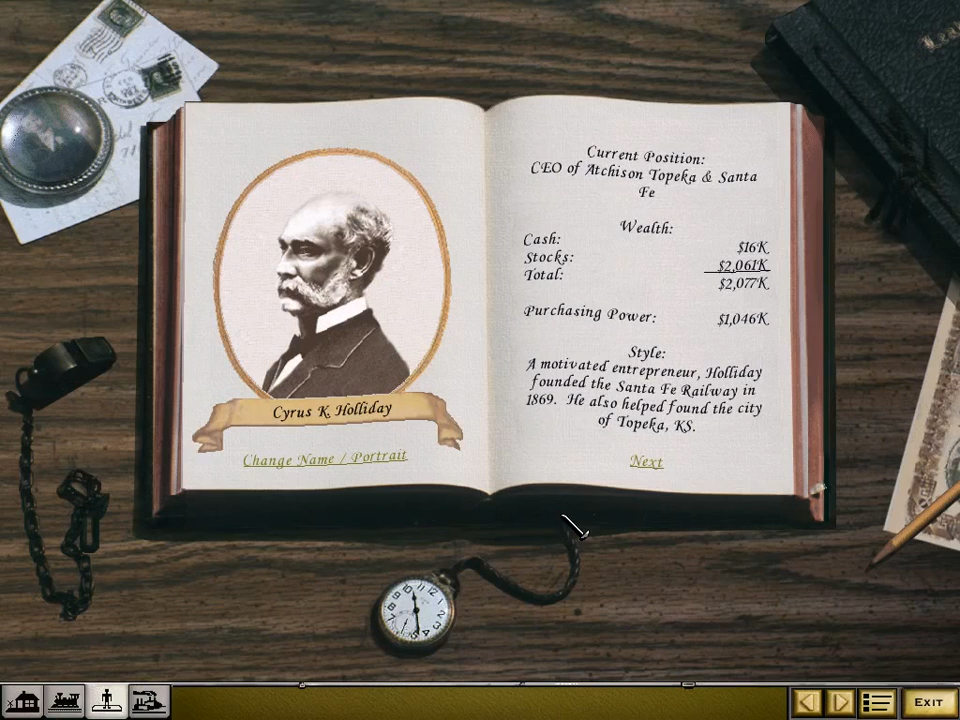 Current Position:
CEO of Atchison Topeka & Santa
Fe
Wealth:
Cash: $16K
Stocks: $2,061K
Total: $2,077K
Purchasing Power: $1,046K
Style:
A motivated entrepreneur, Holliday
founded the Santa Fe Railway in
1869. He also helped found the city
of Topeka, KS.
Cyrus K. Holliday
Change Name / Portrait
Next
EXIT